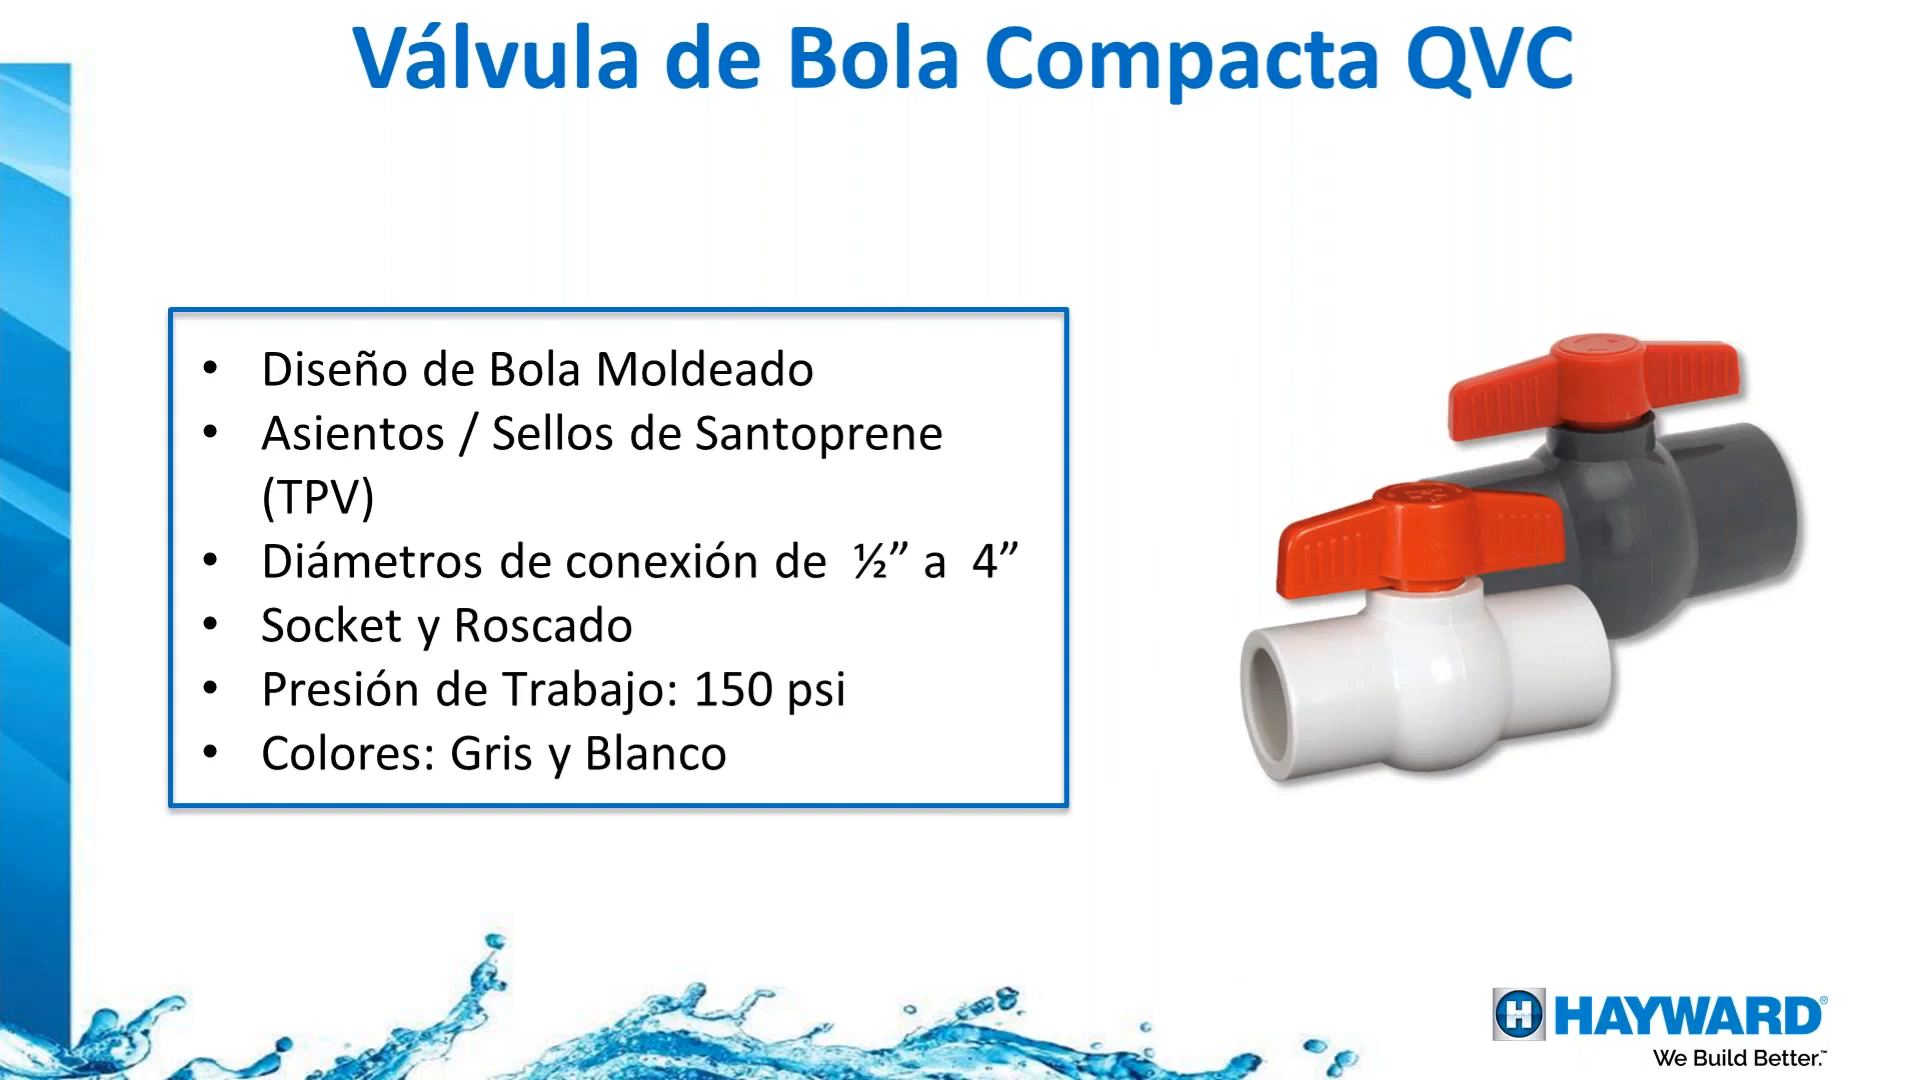 Válvula de Bola Compacta QVC
• Diseño de Bola Moldeado
• Asientos / Sellos de Santoprene
(TPV)
• Diámetros de conexión de ½” a 4”
• Socket y Roscado
• Presión de Trabajo: 150 psi
• Colores: Gris y Blanco
H HAYWARD®
We Build Better.™